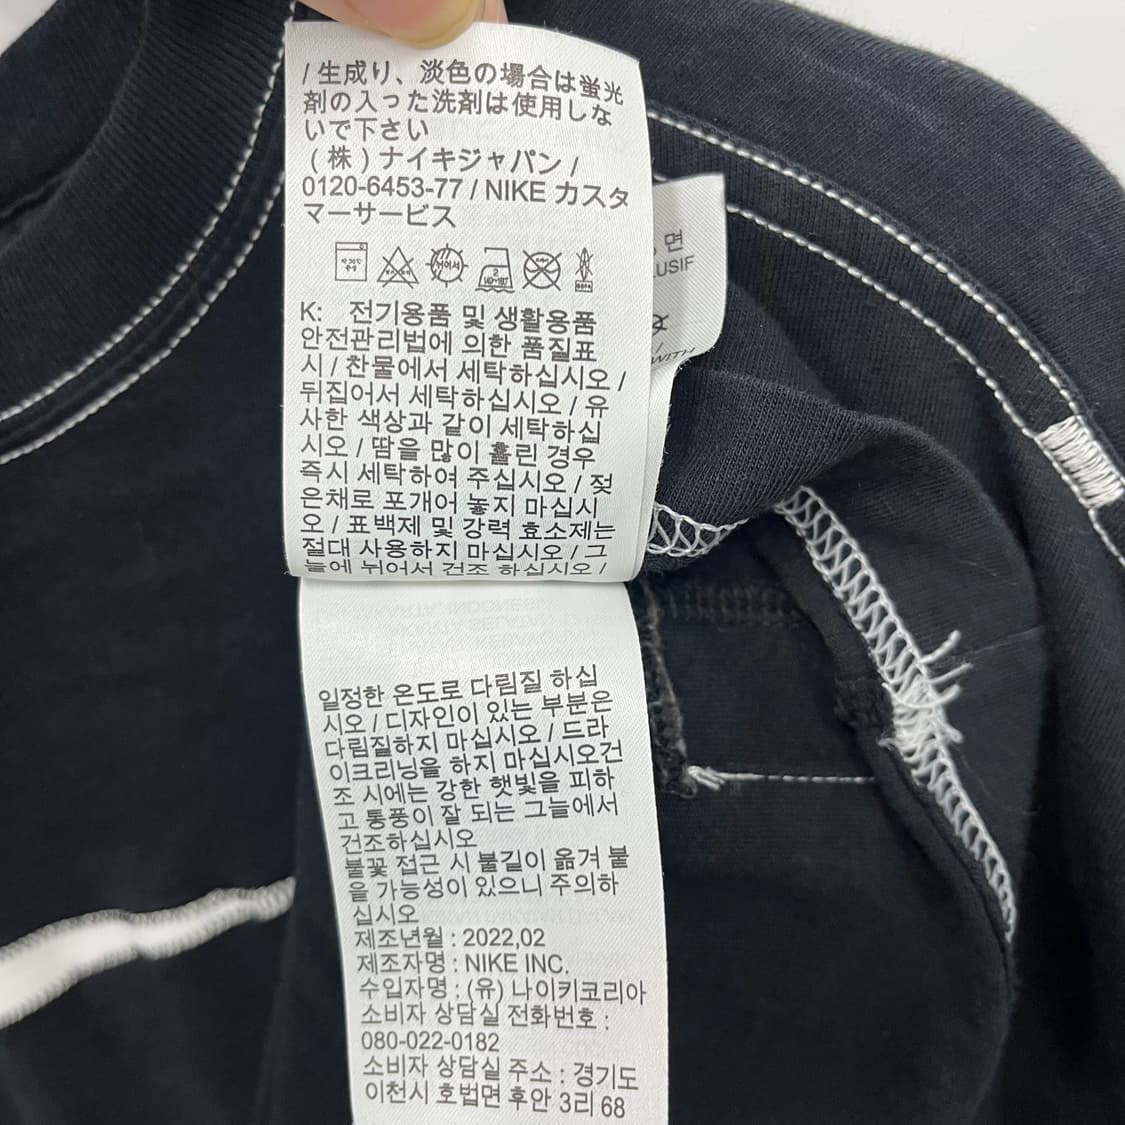 / 生成り、淡色の場合は蛍光
剤の入った洗剤は使用しな
いで下さい
(株)ナイキジャパン /
0120-6453-77 / NIKE カスタ
マーサービス
K: 전기용품 및 생활용품
안전관리법에 의한 품질표
시 / 찬물에서 세탁하십시오 /
뒤집어서 세탁하십시오 / 유
사한 색상과 같이 세탁하십
시오 / 땀을 많이 흘린 경우
즉시 세탁하여 주십시오 / 젖
은채로 포개어 놓지 마십시
오 / 표백제 및 강력 효소제는
절대 사용하지 마십시오 / 그
늘에 뉘어서 건조 하십시오 /
일정한 온도로 다림질 하십
시오 / 디자인이 있는 부분은
다림질하지 마십시오 / 드라
이크리닝을 하지 마십시오건
조 시에는 강한 햇빛을 피하
고 통풍이 잘 되는 그늘에서
건조하십시오
불꽃 접근 시 불길이 옮겨 붙
을 가능성이 있으니 주의하
십시오
제조년월 : 2022,02
제조자명 : NIKE INC.
수입자명 : (유) 나이키코리아
소비자 상담실 전화번호 :
080-022-0182
소비자 상담실 주소 : 경기도
이천시 호법면 후안 3리 68
면
LUSIF
WITH